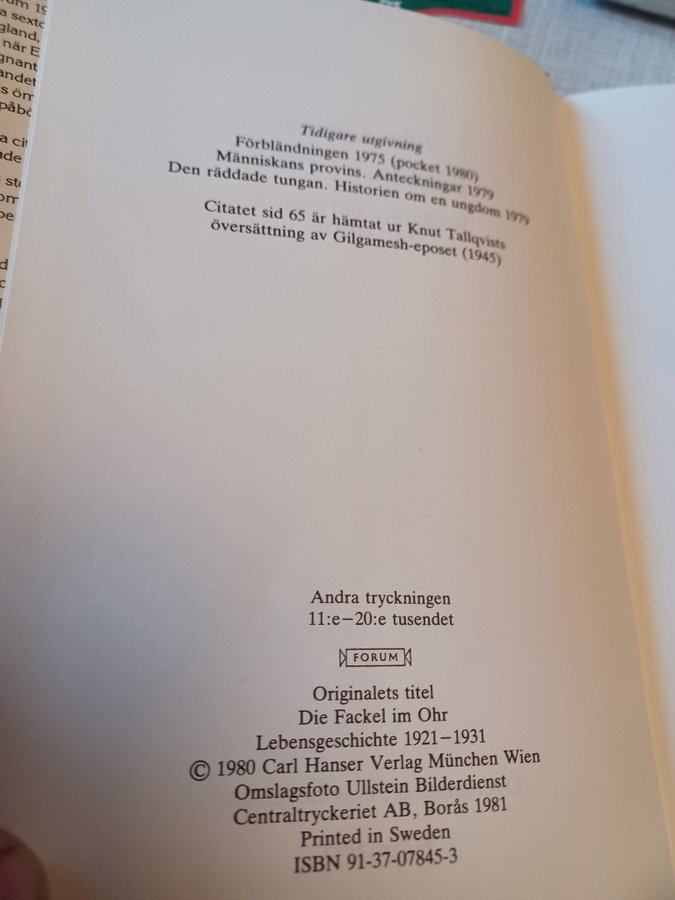 Tidigare utgivning
Förbländningen 1975 (pocket 1980)
Människans provins. Anteckningar 1979
Den räddade tungan. Historien om en ungdom 1979
Citatet sid 65 är hämtat ur Knut Tallqvists
översättning av Gilgamesh-eposet (1945)
Andra tryckningen
11:e–20:e tusendet
FORUM
Originalets titel
Die Fackel im Ohr
Lebensgeschichte 1921–1931
© 1980 Carl Hanser Verlag München Wien
Omslagsfoto Ullstein Bilderdienst
Centraltryckeriet AB, Borås 1981
Printed in Sweden
ISBN 91-37-07845-3